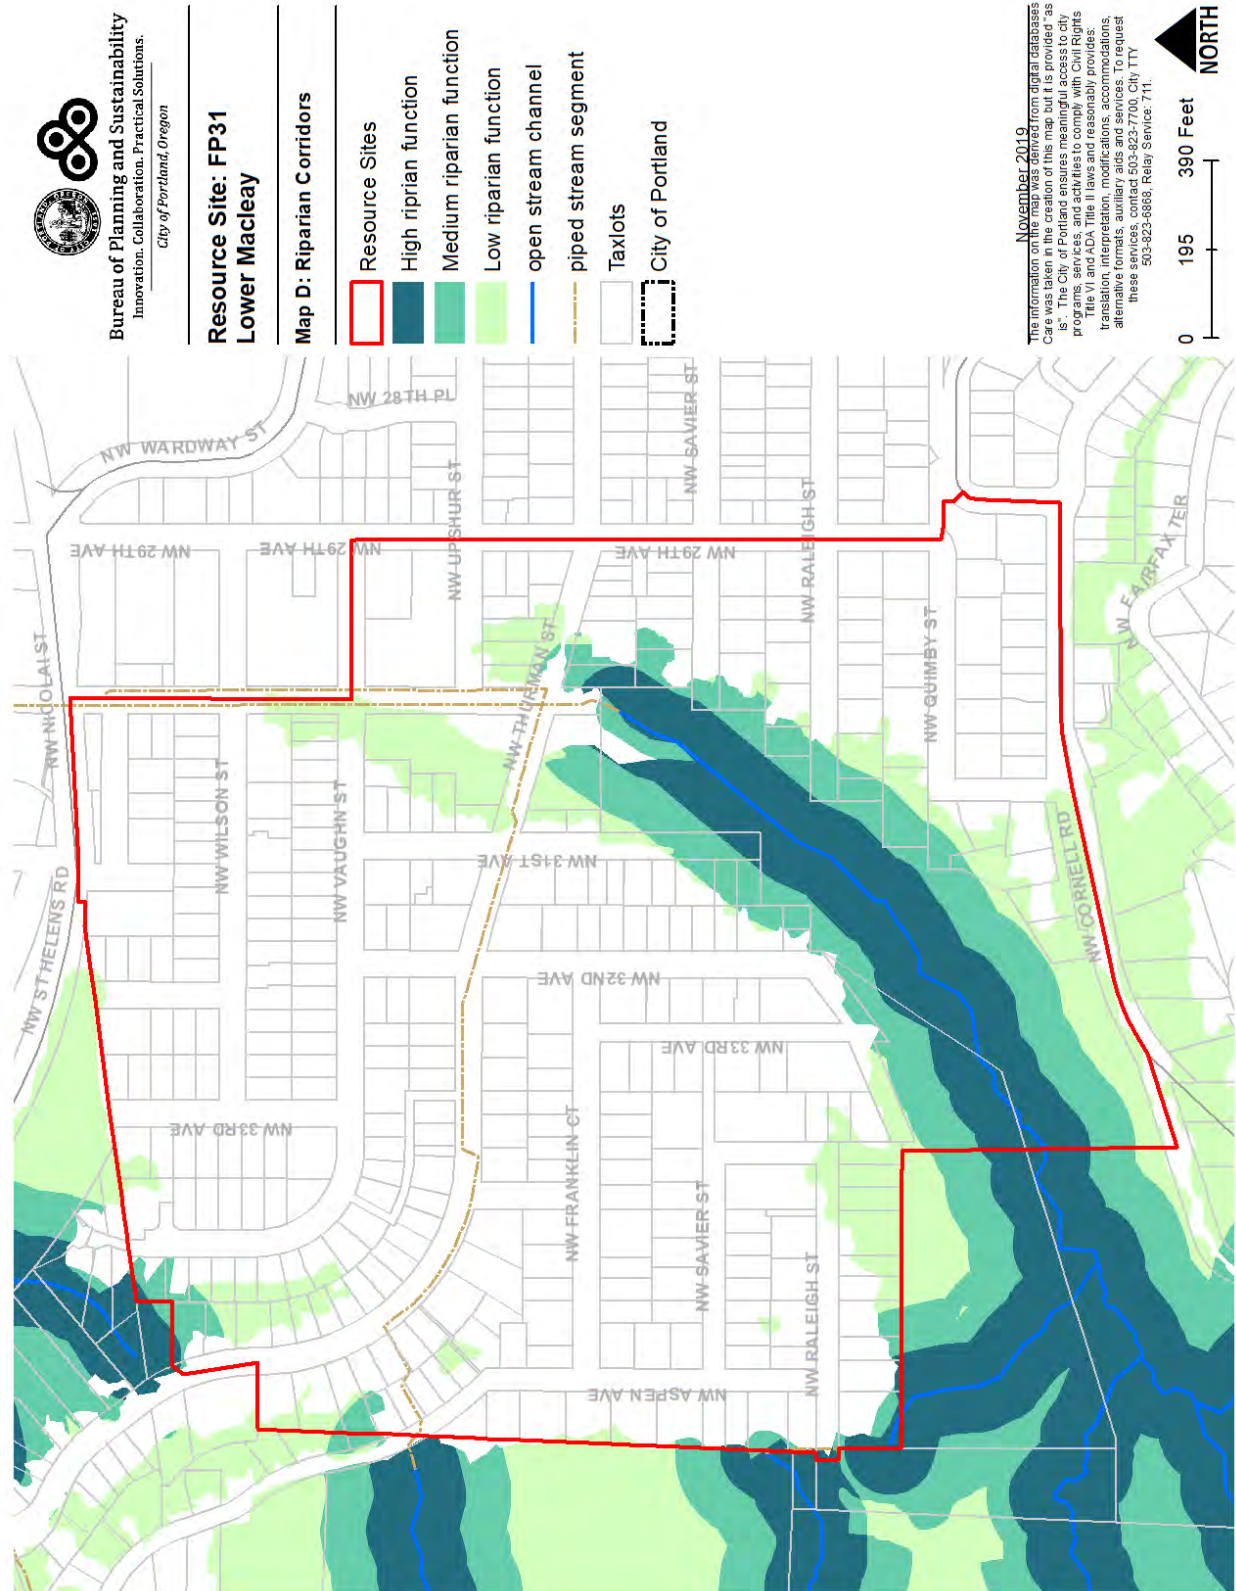 Bureau of Planning and Sustainability
Innovation. Collaboration. Practical Solutions.
City of Portland, Oregon
Resource Site: FP31
Lower Macleay
Map D: Riparian Corridors
Resource Sites
High riprian function
Medium riparian function
Low riparian function
open stream channel
piped stream segment
Taxlots
City of Portland
November 2019
The information on the map was derived from digital databases
Care was taken in the creation of this map but it is provided "as
is". The City of Portland ensures meaningful access to city
programs, services, and activities to comply with Civil Rights
Title VI and ADA Title II laws and reasonably provides:
translation, interpretation, modifications, accommodations,
alternative formats, auxiliary aids and services. To request
these services, contact 503-823-7700, City TTY
503-823-6868, Relay Service: 711.
0 195 390 Feet
NORTH
NW NICOLAI ST
NW ST HELENS RD
NW WARDWAY ST
NW 28TH PL
NW 29TH AVE
NW 29TH AVE
NW 29TH AVE
NW 29TH AVE
NW UPSHUR ST
NW SAVIER ST
NW RALEIGH ST
NW QUIMBY ST
NW FAIRFAX TER
NW THURMAN ST
NW WILSON ST
NW VAUGHN ST
NW 31ST AVE
NW 32ND AVE
NW 33RD AVE
NW 33RD AVE
NW CORNELL RD
NW FRANKLIN CT
NW SAVIER ST
NW RALEIGH ST
NW ASPEN AVE